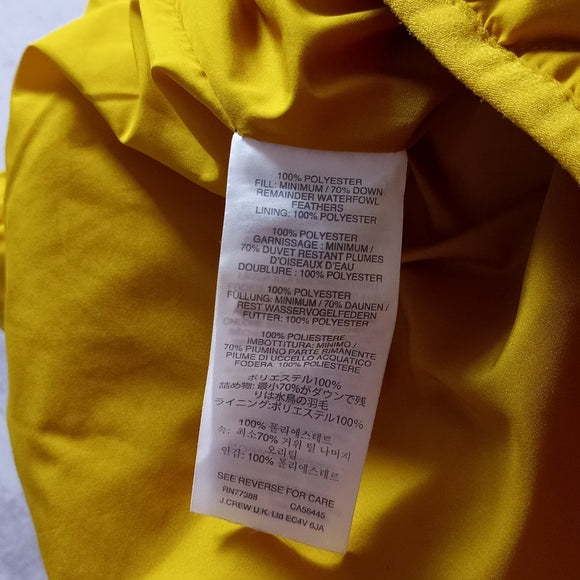 100% POLYESTER
FILL: MINIMUM / 70% DOWN
REMAINDER WATERFOWL
FEATHERS
LINING: 100% POLYESTER
100% POLYESTER
GARNISSAGE : MINIMUM /
70% DUVET RESTANT PLUMES
D'OISEAUX D'EAU
DOUBLURE : 100% POLYESTER
100% POLYESTER
FÜLLUNG: MINIMUM / 70% DAUNEN /
REST WASSERVOGELFEDERN
FUTTER: 100% POLYESTER
100% POLIESTERE
IMBOTTITURA: MINIMO /
70% PIUMINO PARTE RIMANENTE
PIUME DI UCCELLO ACQUATICO
FODERA: 100% POLIESTERE
ポリエステル100%
詰め物: 最小70%がダウンで残
りは水鳥の羽毛
ライニング: ポリエステル100%
100% 폴리에스테르
속: 최소70% 거위 털 나머지
오리털
안감: 100% 폴리에스테르
SEE REVERSE FOR CARE
RN77388 CA56445
J.CREW U.K. Ltd EC4V 6JA